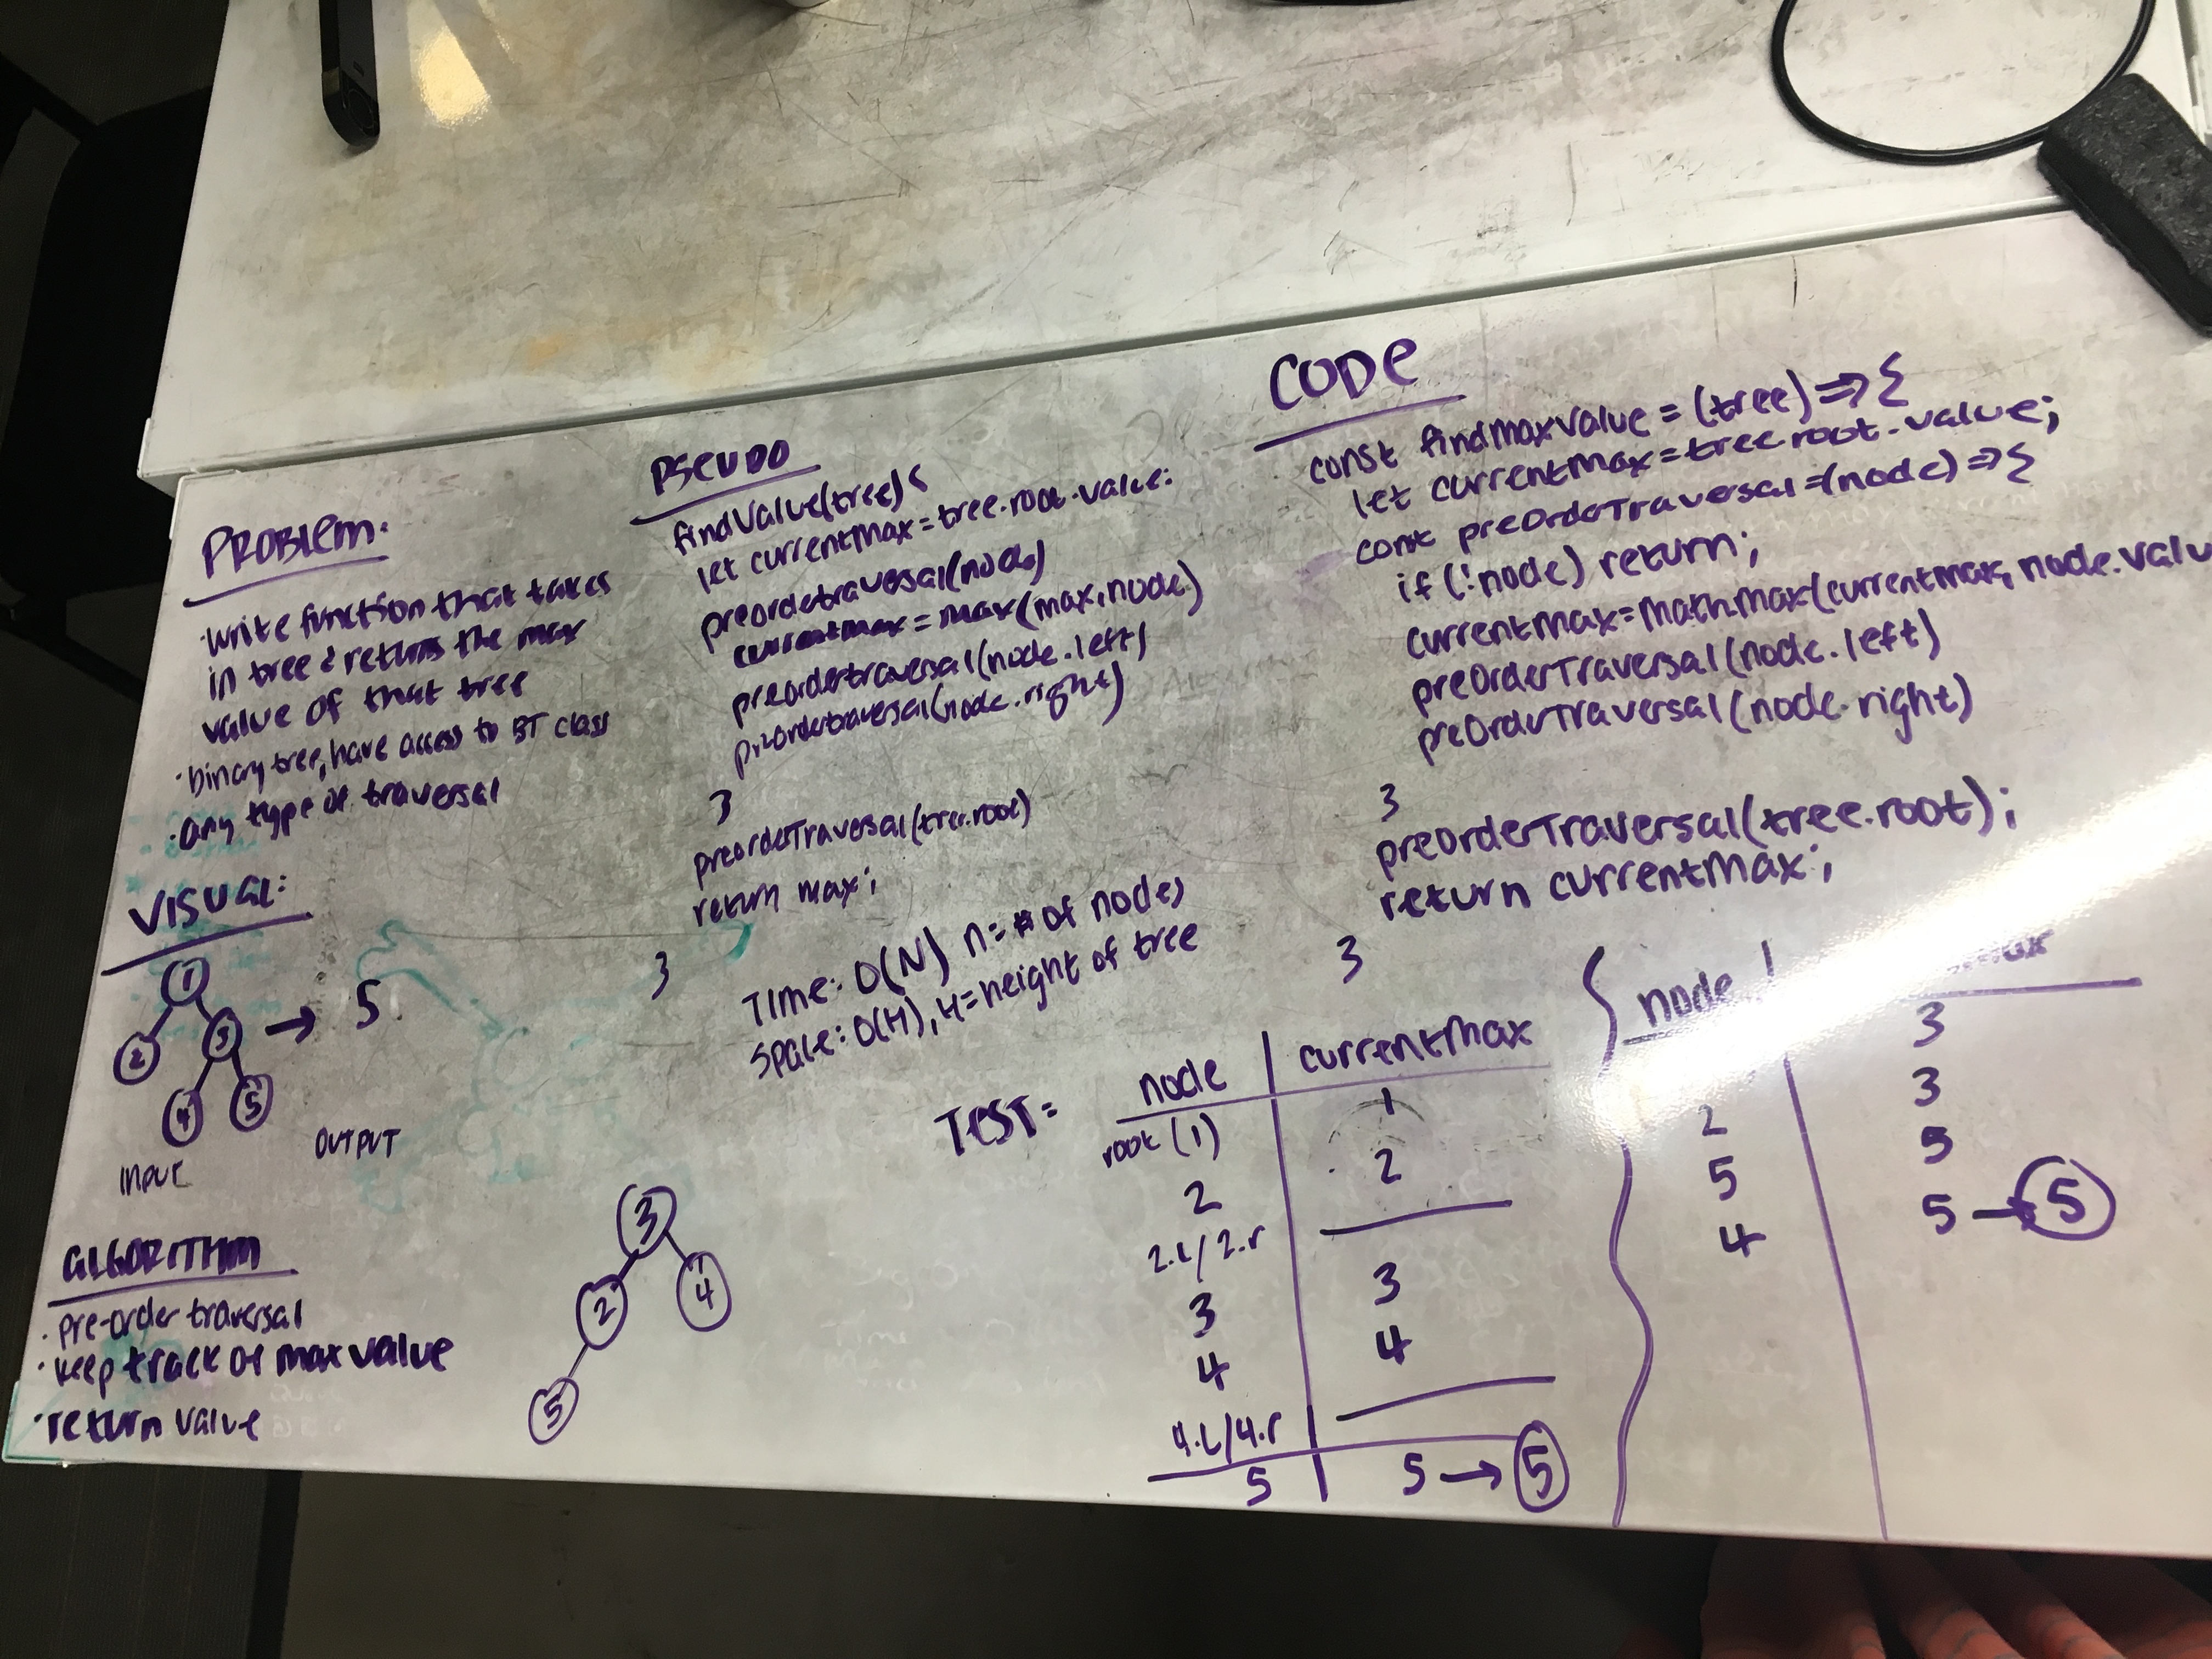 PROBLEM:
• write function that takes
in tree & returns the max
value of that tree
• binary tree, have access to BT class
• any type of traversal
VISUAL:
1
2
3
4
5
→ 5
INPUT
OUTPUT
ALGORITHM
• pre-order traversal
• keep track of max value
• return value
3
2
4
5
PSEUDO
findValue(tree){
let currentMax = tree.root.value;
preordertraversal(node)
currentmax = max(max, node)
preordertraversal(node.left)
preordertraversal(node.right)
}
preorderTraversal(tree.root)
return max;
}
TIME: O(N) N = # of nodes
SPACE: O(H); H = height of tree
CODE
const findmaxvalue = (tree) => {
let currentmax = tree.root.value;
const preorderTraversal = (node) => {
if (!node) return;
currentmax = Math.max(currentmax, node.valu
preorderTraversal(node.left)
preOrderTraversal(node.right)
}
preorderTraversal(tree.root);
return currentMax;
}
TEST:
node | currentMax
root (1) 1
2 2
2.L/2.r
3 3
4 4
4.L/4.r
5 5 → 5
node
3
2 3
5 5
4 5 → 5